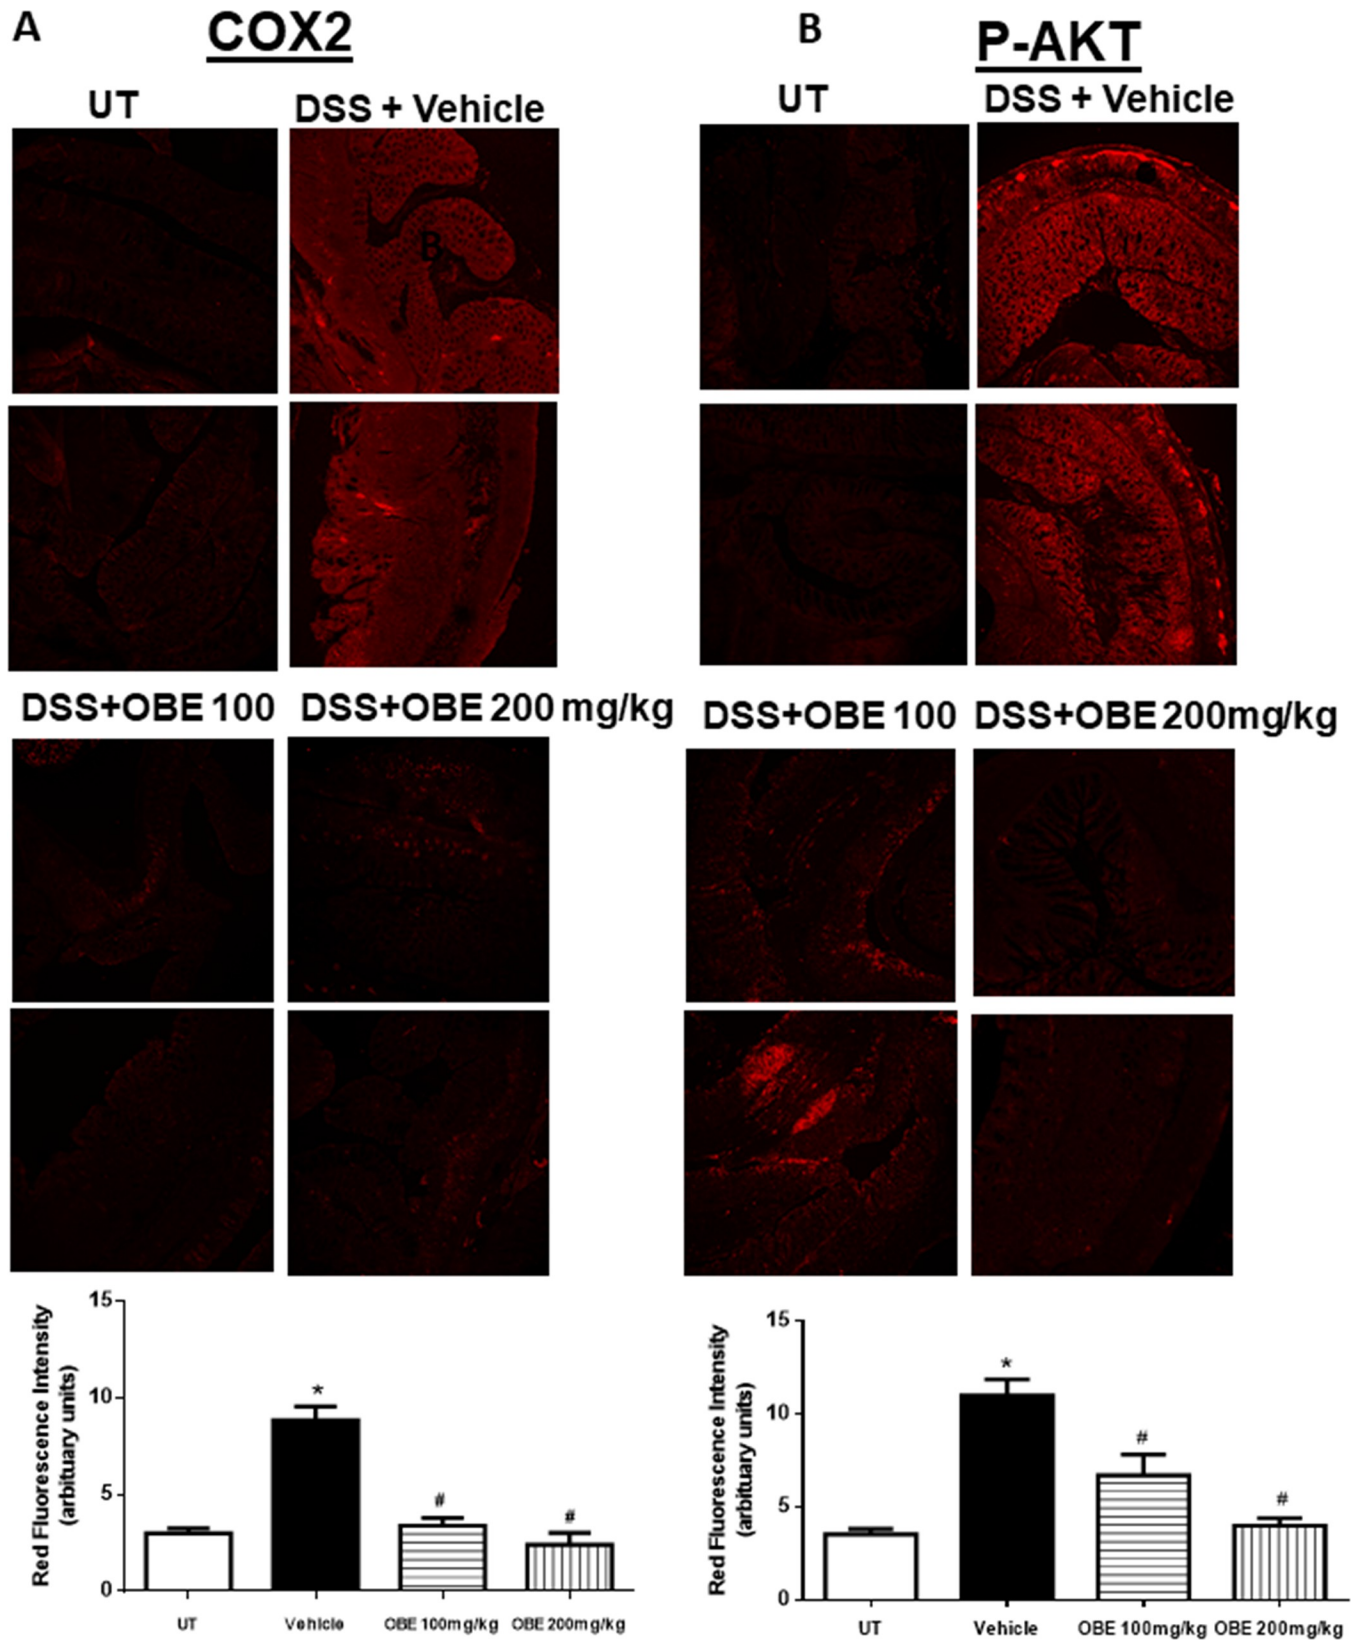 A
COX2
UT
DSS + Vehicle
B
DSS+OBE 100
DSS+OBE 200 mg/kg
15
10
5
0
Red Fluorescence Intensity
(arbituary units)
*
#
#
UT
Vehicle
OBE 100mg/kg
OBE 200mg/kg
B
P-AKT
UT
DSS + Vehicle
DSS+OBE 100
DSS+OBE 200mg/kg
15
10
5
0
Red Fluorescence Intensity
(arbituary units)
*
#
#
UT
Vehicle
OBE 100mg/kg
OBE 200mg/kg